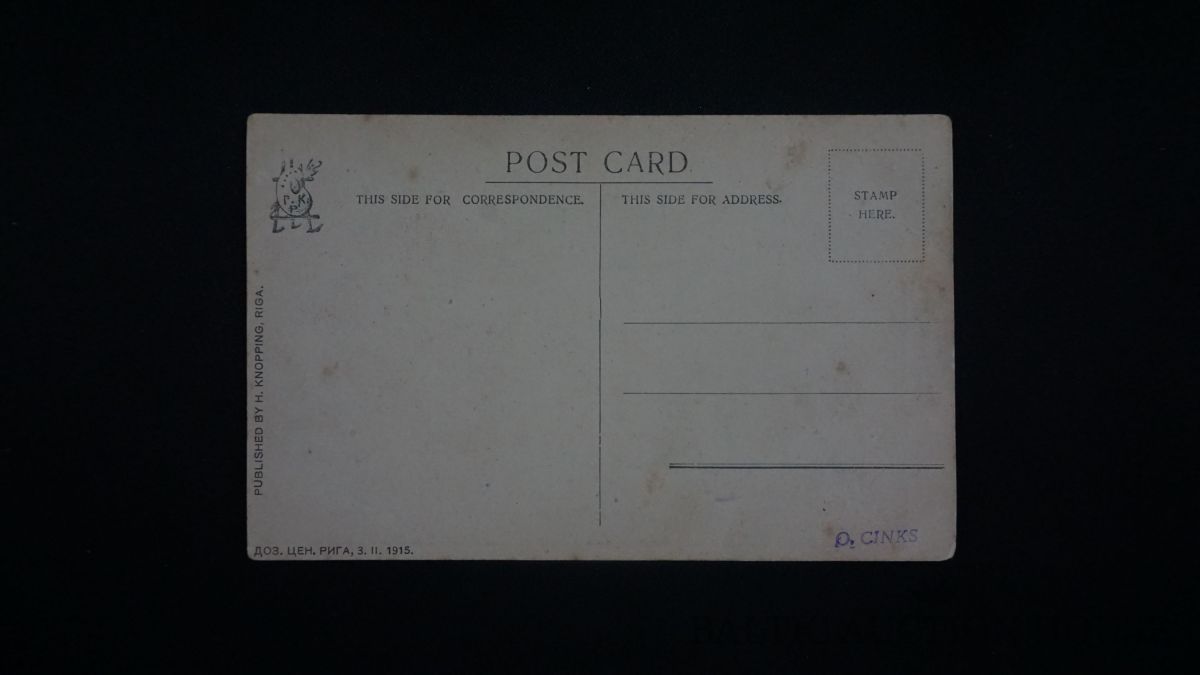 POST CARD
THIS SIDE FOR CORRESPONDENCE.
THIS SIDE FOR ADDRESS.
STAMP
HERE.
Г. К.
Р.
PUBLISHED BY H. KNOPPING, RIGA.
ДОЗ. ЦЕН. РИГА, 3. II. 1915.
O. CINKS